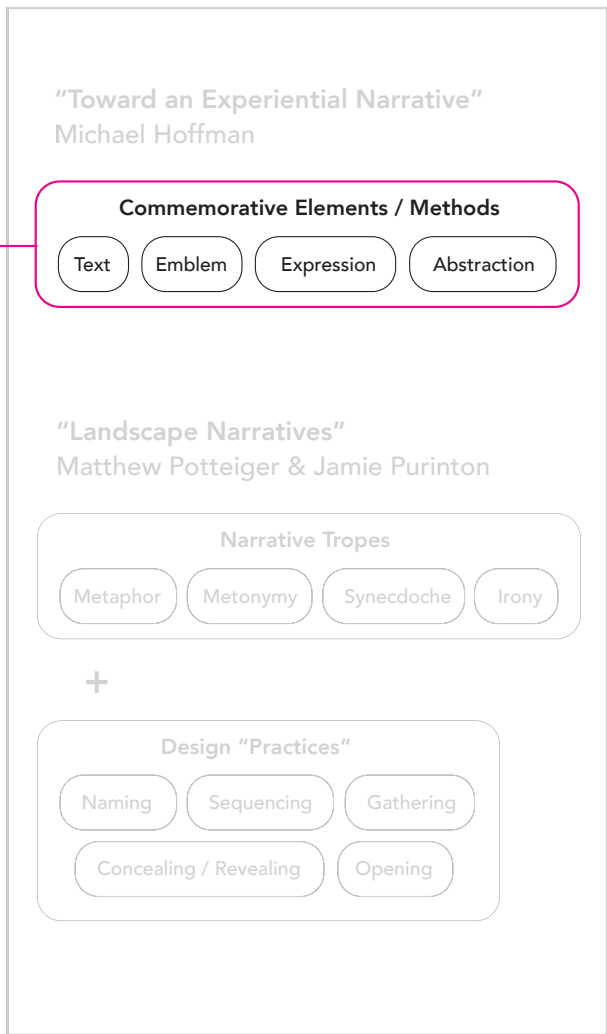 “Toward an Experiential Narrative”
Michael Hoffman
Commemorative Elements / Methods
Text Emblem Expression Abstraction
“Landscape Narratives”
Matthew Potteiger & Jamie Purinton
Narrative Tropes
Metaphor Metonymy Synecdoche Irony
+
Design “Practices”
Naming Sequencing Gathering
Concealing / Revealing Opening